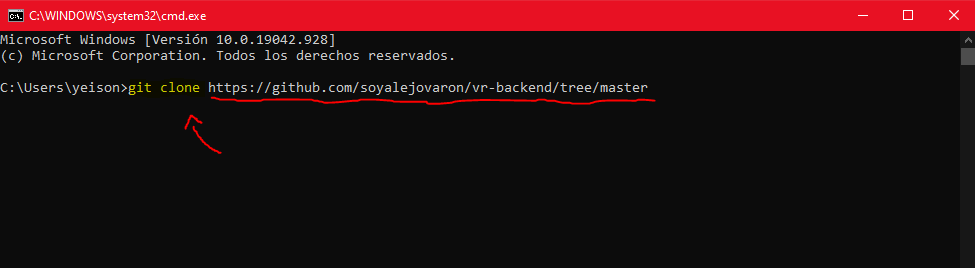 C:\WINDOWS\system32\cmd.exe
Microsoft Windows [Versión 10.0.19042.928]
(c) Microsoft Corporation. Todos los derechos reservados.
C:\Users\yeison>git clone https://github.com/soyalejovaron/vr-backend/tree/master